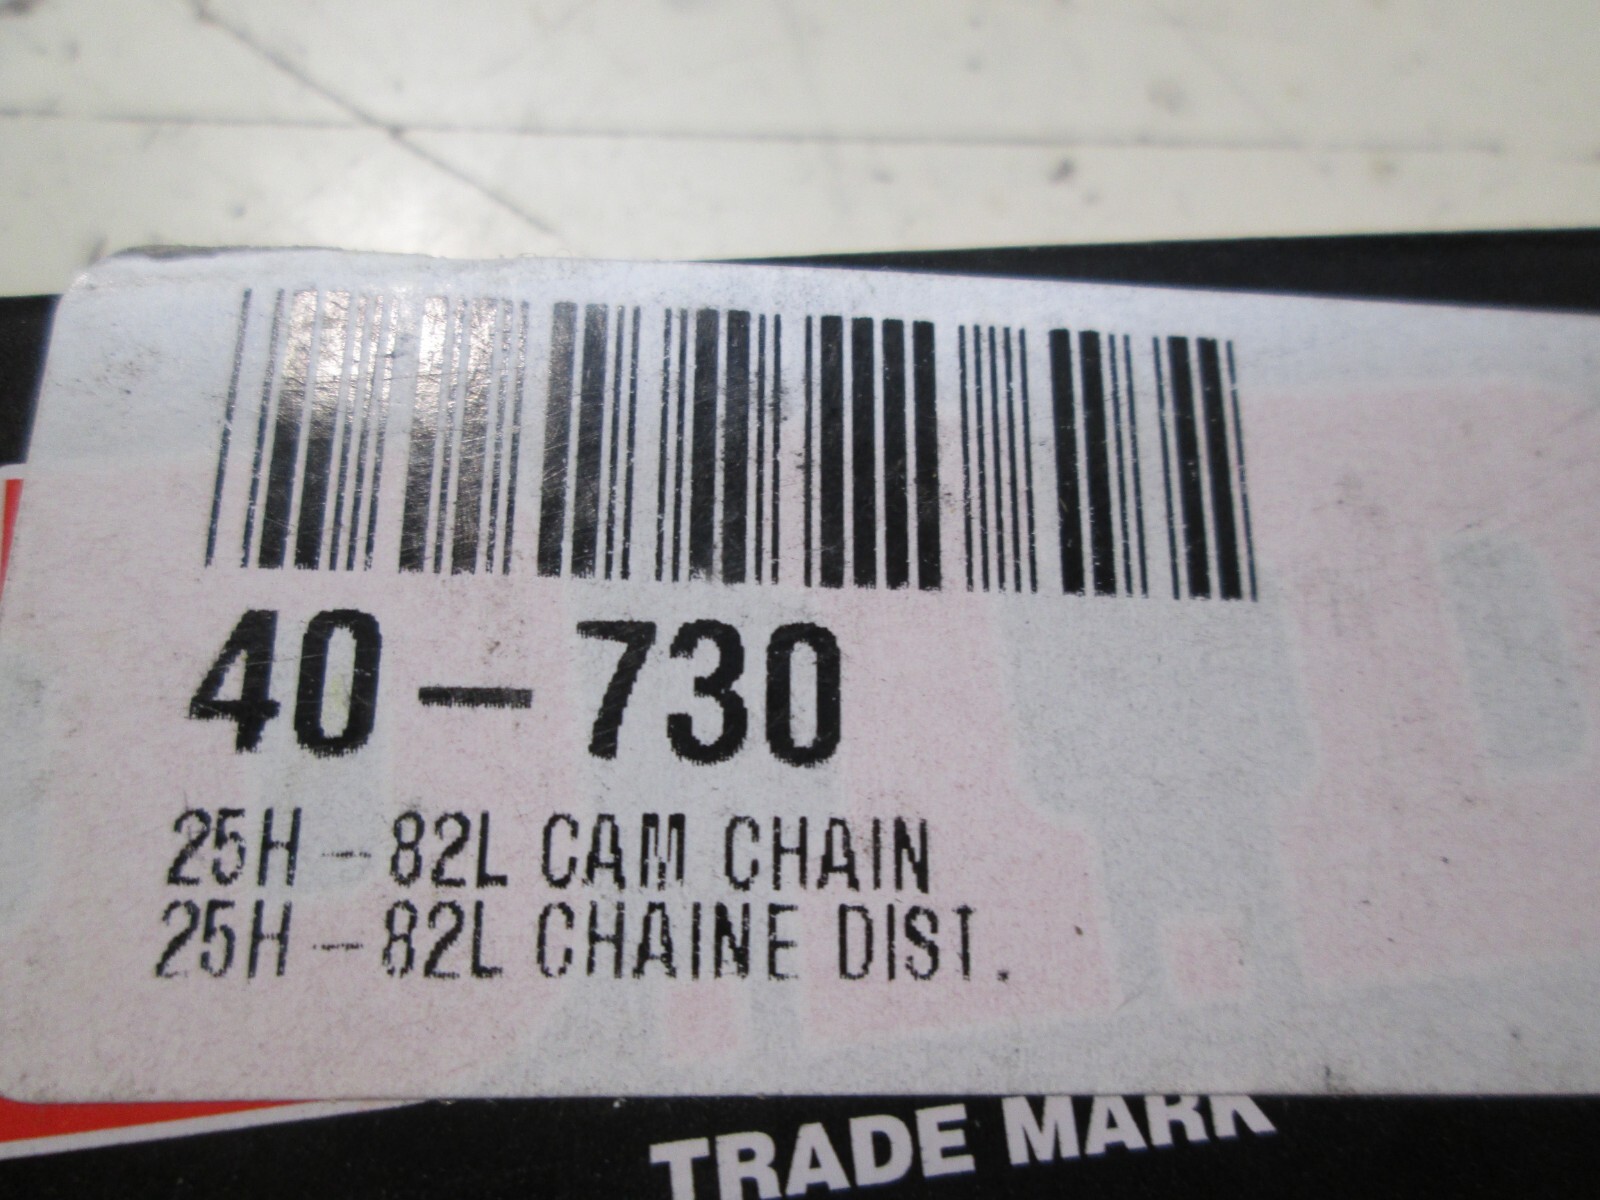 40-730
25H-82L CAM CHAIN
25H-82L CHAINE DIST.
TRADE MARK